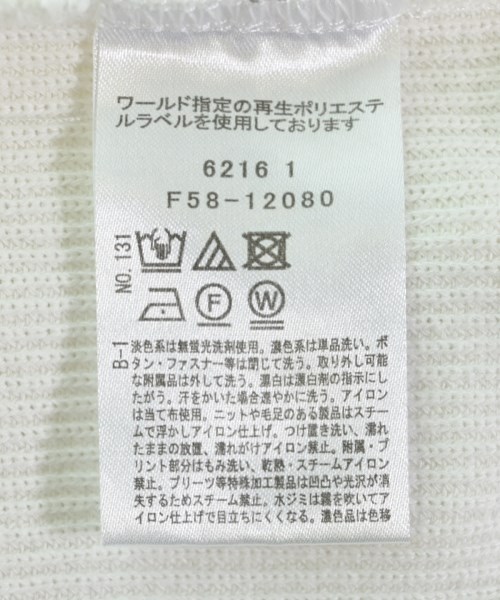 ワールド指定の再生ポリエステ
ルラベルを使用しております
6216 1
F58-12080
NO. 131
F
W
B-1
淡色系は無蛍光洗剤使用。濃色系は単品洗い。ボ
タン・ファスナー等は閉じて洗う。取り外し可能
な附属品は外して洗う。漂白は漂白剤の指示にし
たがう。汗をかいた場合速やかに洗う。アイロン
は当て布使用。ニットや毛足のある製品はスチー
ムで浮かしアイロン仕上げ。つけ置き洗い、濡れ
たままの放置、濡れがけアイロン禁止。附属・プ
リント部分はもみ洗い、乾熱・スチームアイロン
禁止。プリーツ等特殊加工製品は凹凸や光沢が消
失するためスチーム禁止。水ジミは霧を吹いてア
イロン仕上げで目立ちにくくなる。濃色品は色移